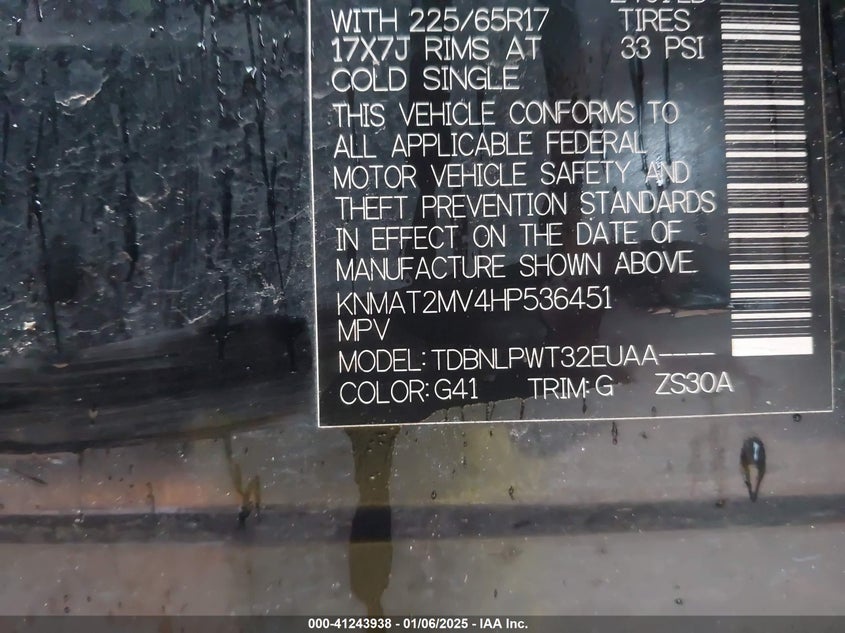 WITH 225/65R17 TIRES
17X7J RIMS AT 33 PSI
COLD SINGLE
THIS VEHICLE CONFORMS TO
ALL APPLICABLE FEDERAL
MOTOR VEHICLE SAFETY AND
THEFT PREVENTION STANDARDS
IN EFFECT ON THE DATE OF
MANUFACTURE SHOWN ABOVE.
KNMAT2MV4HP536451
MPV
MODEL: TDBNLPWT32EUAA----
COLOR: G41 TRIM: G ZS30A
000-41243938 - 01/06/2025 - IAA Inc.